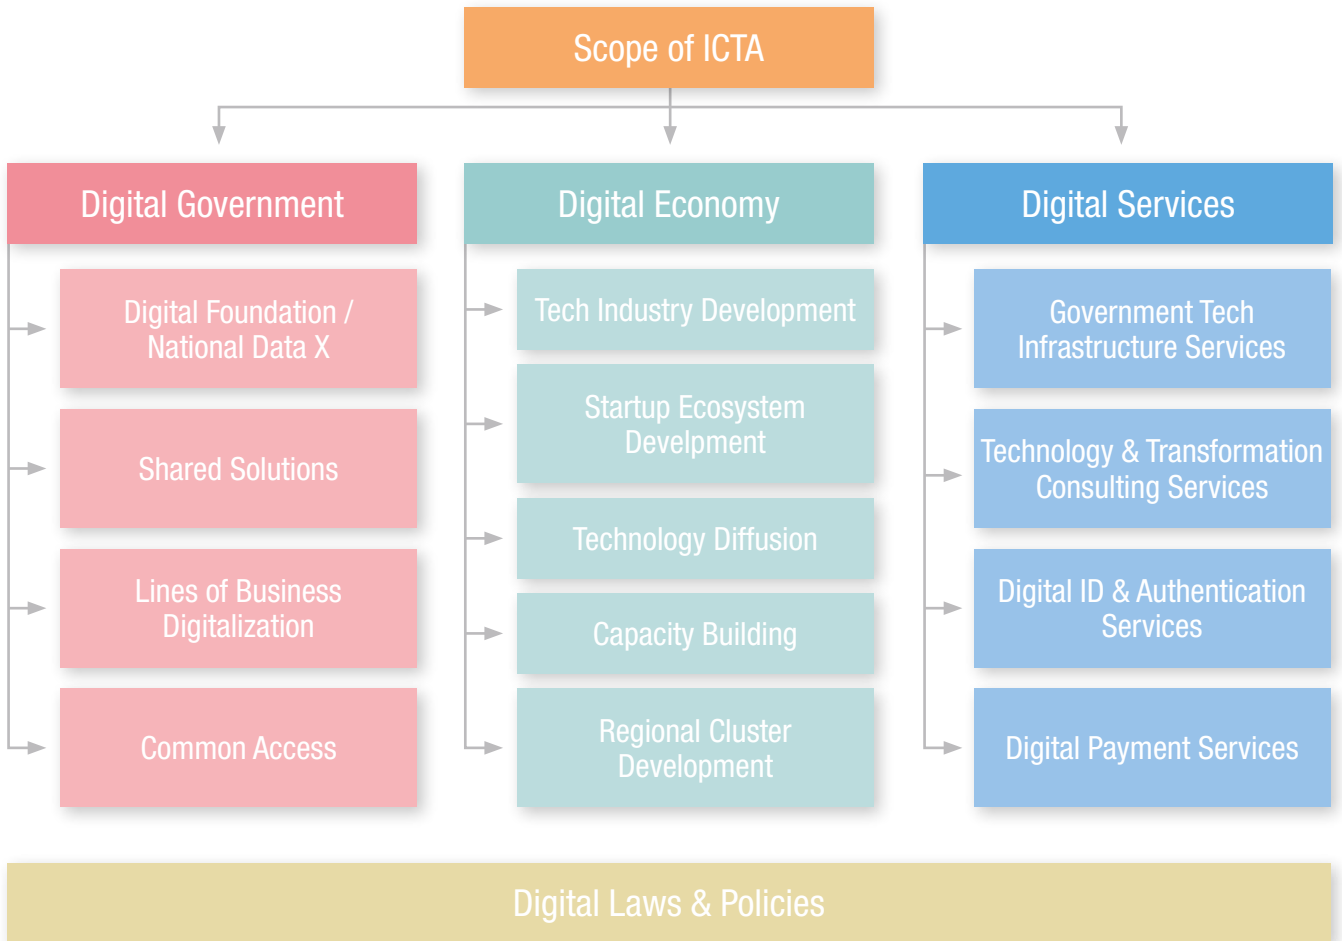 Scope of ICTA
Digital Government
Digital Foundation /
National Data X
Shared Solutions
Lines of Business
Digitalization
Common Access
Digital Economy
Tech Industry Development
Startup Ecosystem
Develpment
Technology Diffusion
Capacity Building
Regional Cluster
Development
Digital Services
Government Tech
Infrastructure Services
Technology & Transformation
Consulting Services
Digital ID & Authentication
Services
Digital Payment Services
Digital Laws & Policies